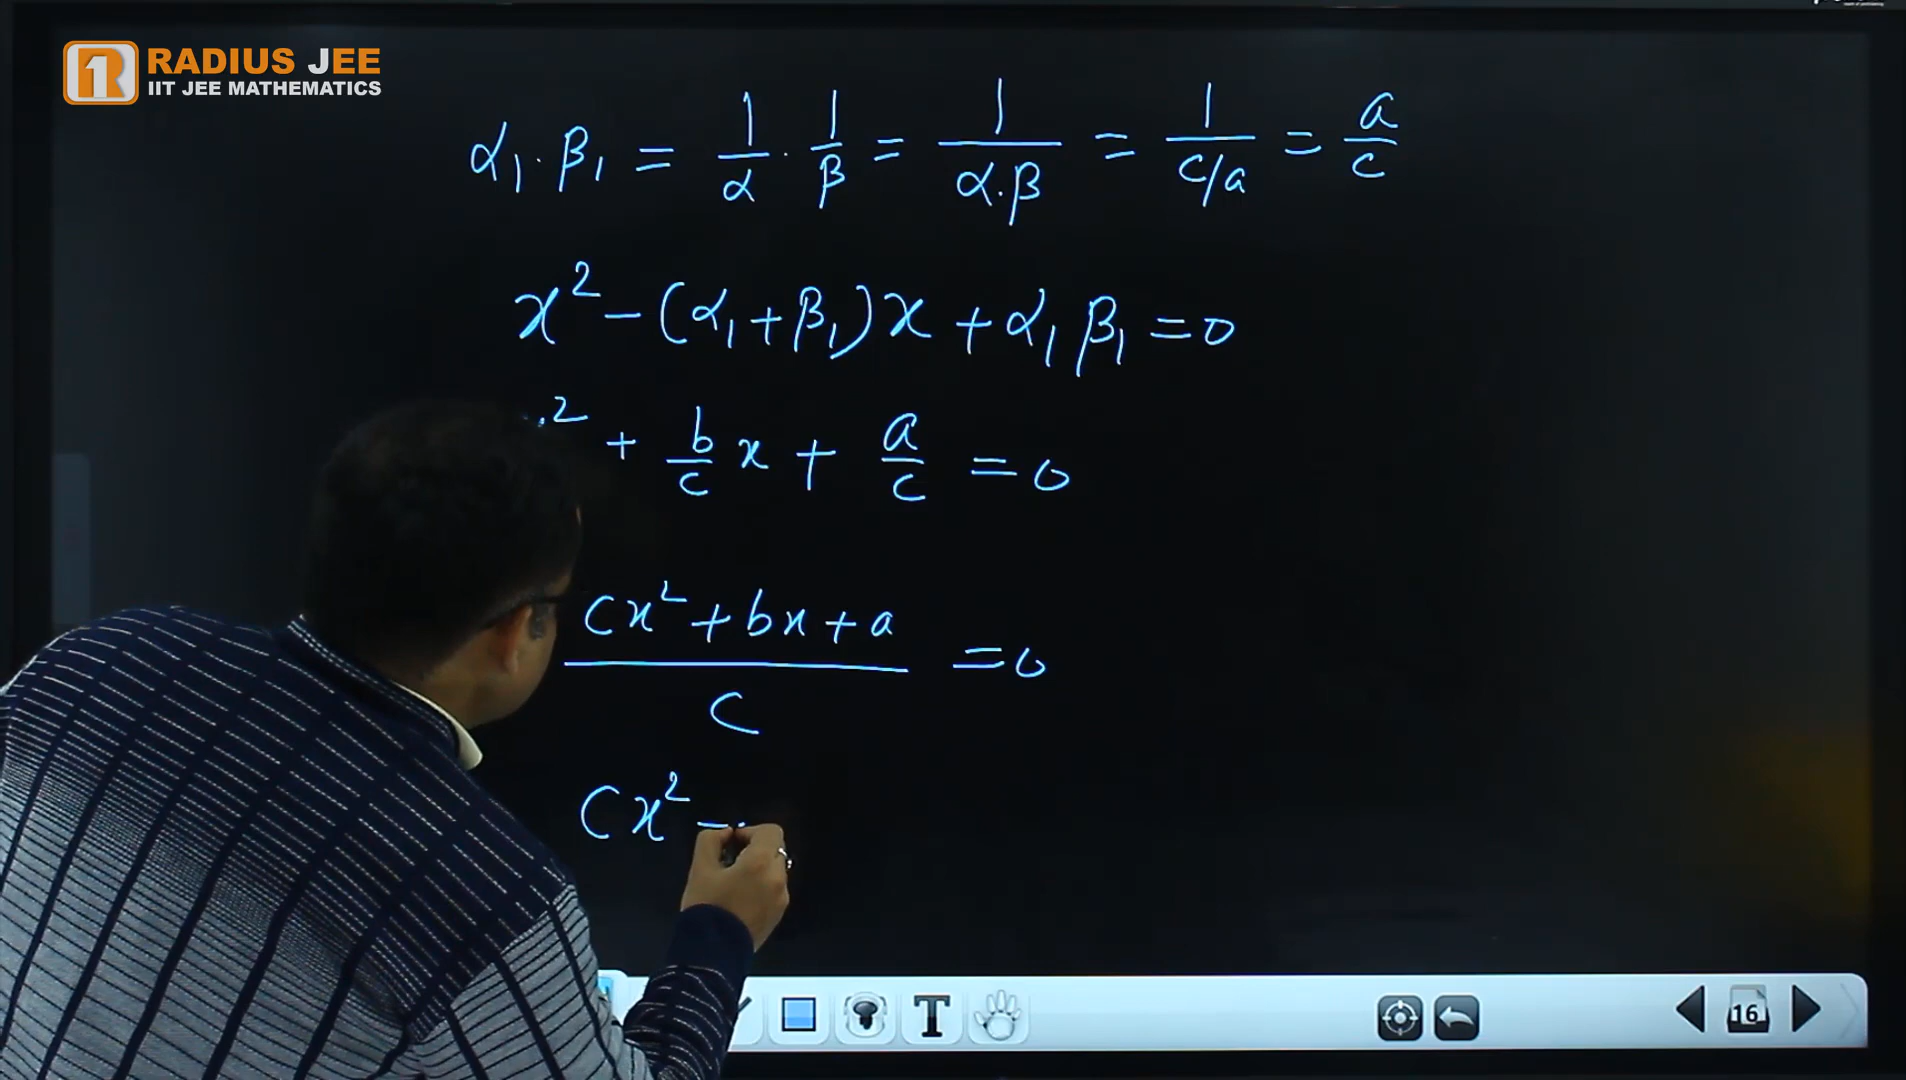 RADIUS JEE
IIT JEE MATHEMATICS
α₁·β₁ = 1/α · 1/β = 1/(α·β) = 1/(c/a) = a/c
x² - (α₁+β₁)x + α₁β₁ = 0
² + b/c x + a/c = 0
(cx²+bx+a)/c = 0
cx² -
T
16